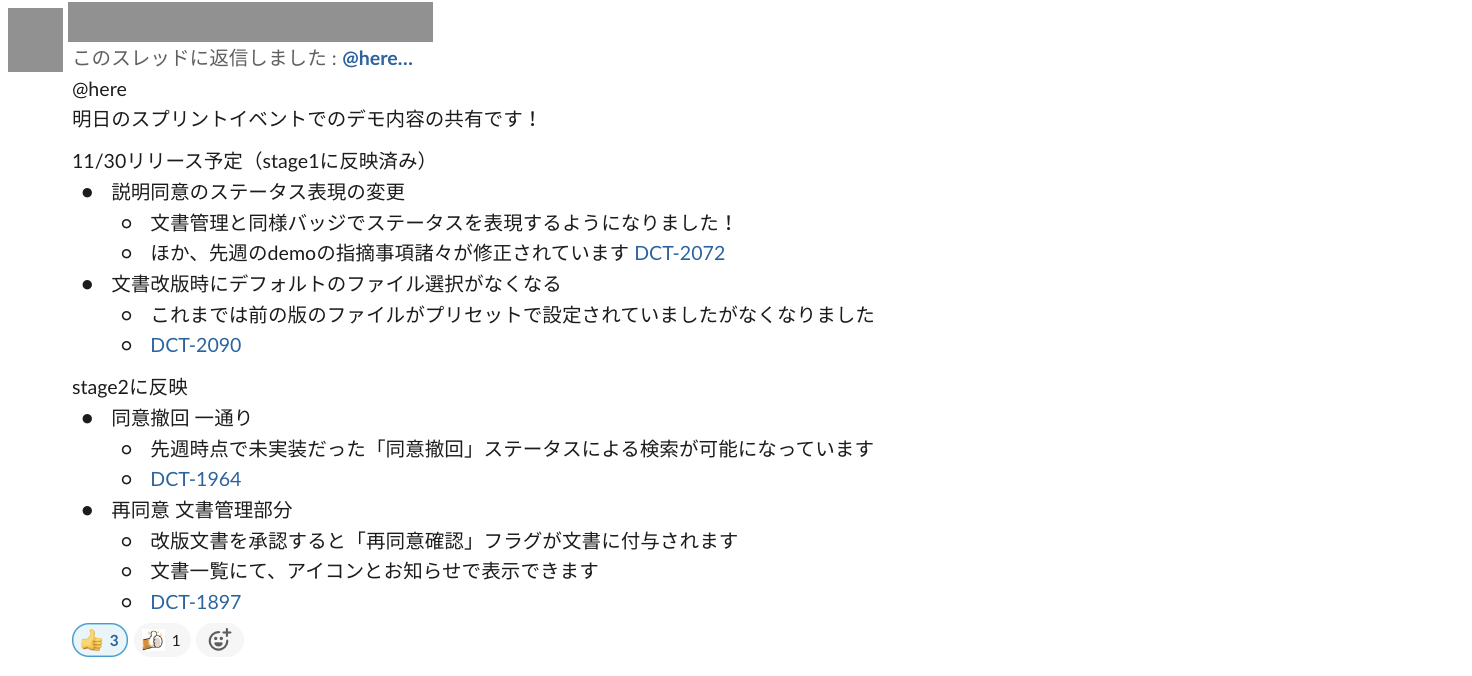 このスレッドに返信しました : @here...
@here
明日のスプリントイベントでのデモ内容の共有です！
11/30リリース予定（stage1に反映済み）
● 説明同意のステータス表現の変更
○ 文書管理と同様バッジでステータスを表現するようになりました！
○ ほか、先週のdemoの指摘事項諸々が修正されています DCT-2072
● 文書改版時にデフォルトのファイル選択がなくなる
○ これまでは前の版のファイルがプリセットで設定されていましたがなくなりました
○ DCT-2090
stage2に反映
● 同意撤回 一通り
○ 先週時点で未実装だった「同意撤回」ステータスによる検索が可能になっています
○ DCT-1964
● 再同意 文書管理部分
○ 改版文書を承認すると「再同意確認」フラグが文書に付与されます
○ 文書一覧にて、アイコンとお知らせで表示できます
○ DCT-1897
3 1